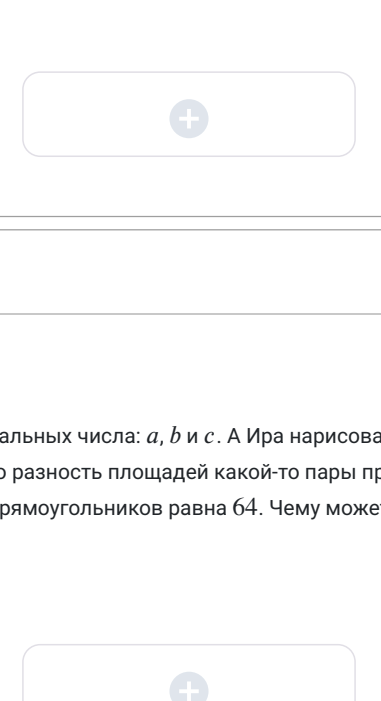 альных числа: a, b и c. А Ира нарисова
о разность площадей какой-то пары пр
рямоугольников равна 64. Чему може